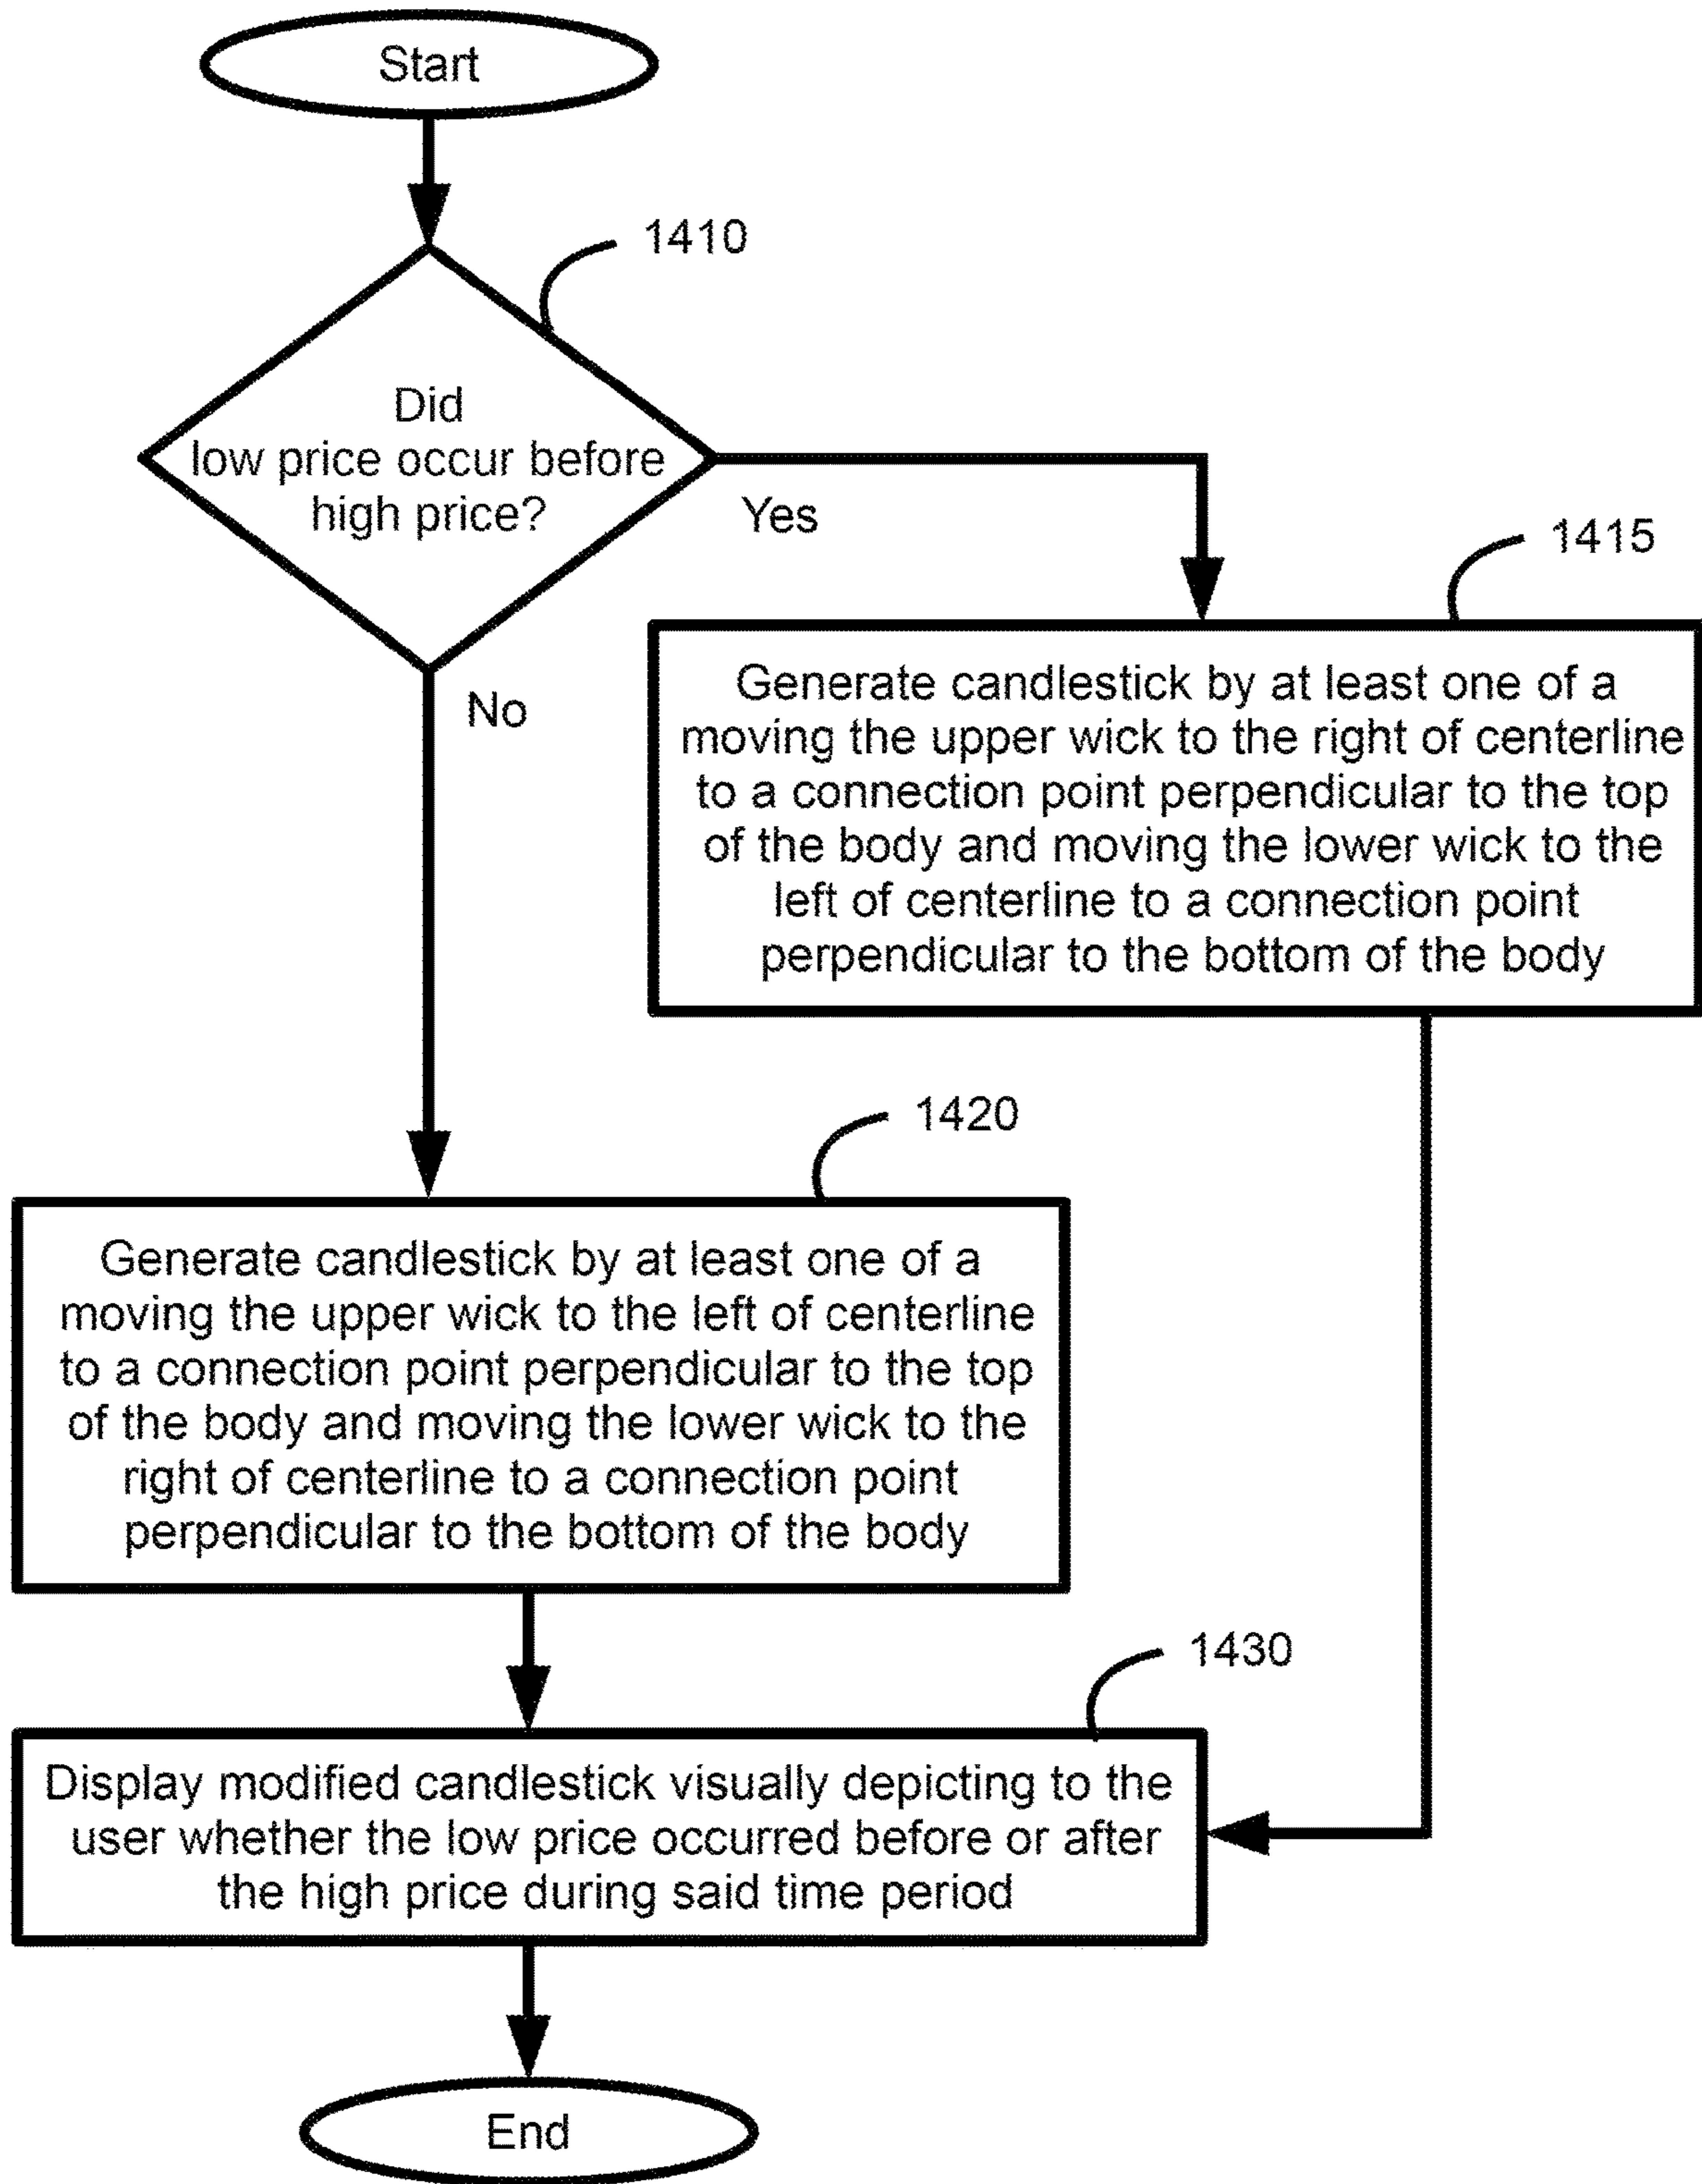 Start
1410
Did
low price occur before
high price?
Yes
1415
Generate candlestick by at least one of a
moving the upper wick to the right of centerline
to a connection point perpendicular to the top
of the body and moving the lower wick to the
left of centerline to a connection point
perpendicular to the bottom of the body
No
1420
Generate candlestick by at least one of a
moving the upper wick to the left of centerline
to a connection point perpendicular to the top
of the body and moving the lower wick to the
right of centerline to a connection point
perpendicular to the bottom of the body
1430
Display modified candlestick visually depicting to the
user whether the low price occurred before or after
the high price during said time period
End